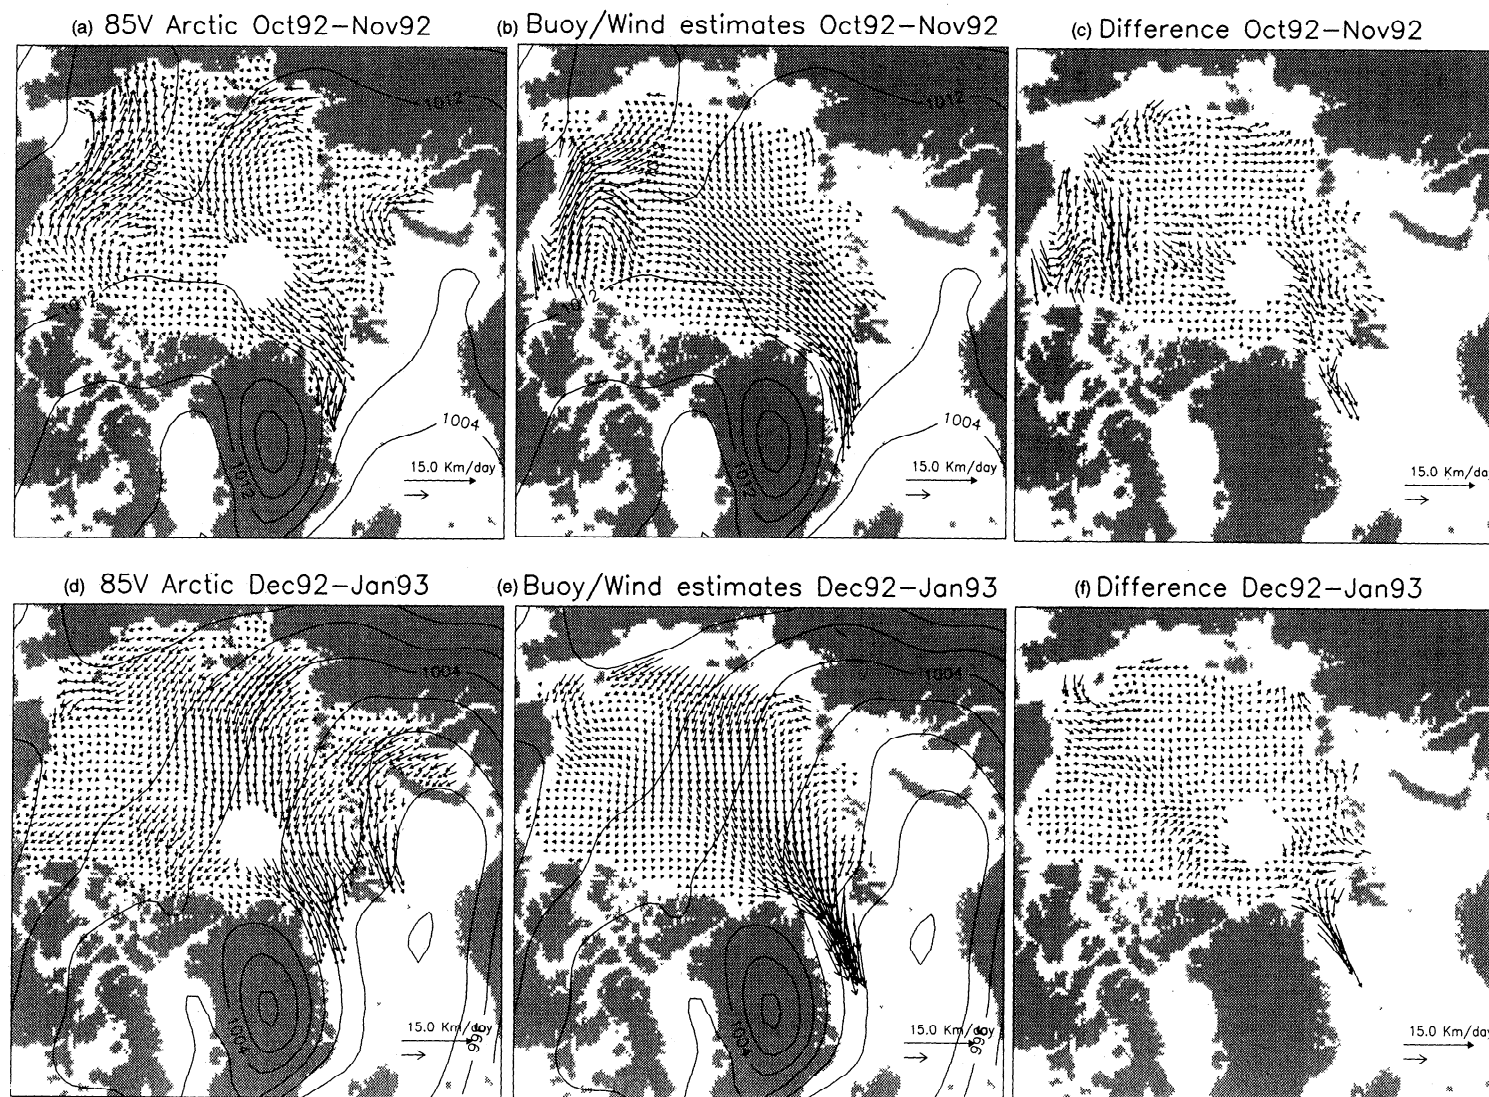 (a) 85V Arctic Oct92-Nov92
(b) Buoy/Wind estimates Oct92-Nov92
(c) Difference Oct92-Nov92
1012
1012
1012
1004
15.0 Km/day
1012
1012
1012
1004
15.0 Km/day
15.0 Km/day
(d) 85V Arctic Dec92-Jan93
(e) Buoy/Wind estimates Dec92-Jan93
(f) Difference Dec92-Jan93
1004
1004
996
15.0 Km/day
1004
1004
996
15.0 Km/day
15.0 Km/day